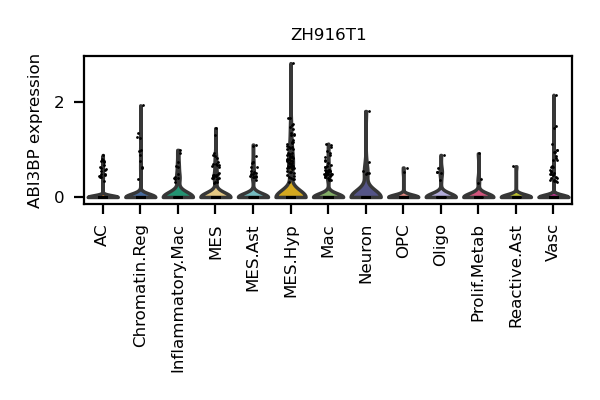 ZH916T1
ABI3BP expression
2
0
AC
Chromatin.Reg
Inflammatory.Mac
MES
MES.Ast
MES.Hyp
Mac
Neuron
OPC
Oligo
Prolif.Metab
Reactive.Ast
Vasc